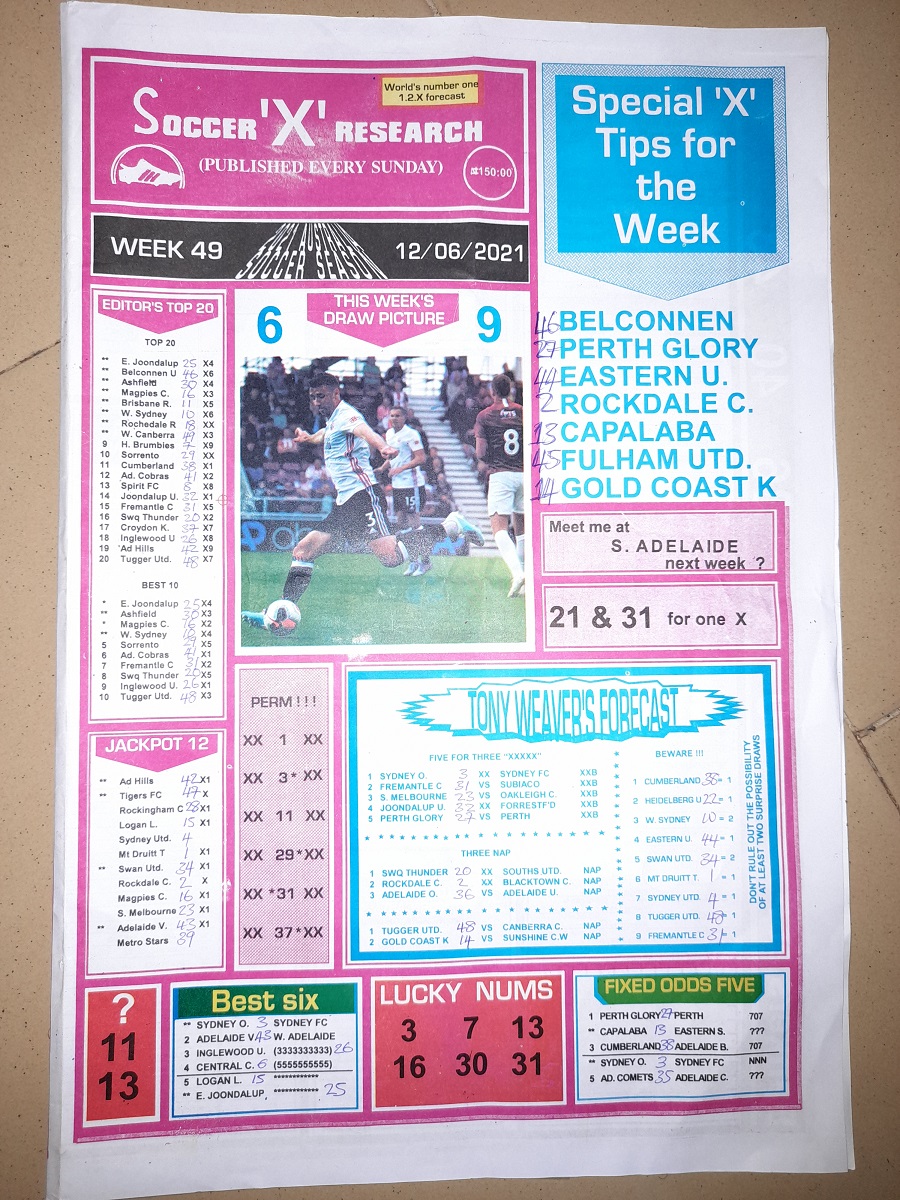 World's number one
1.2.X forecast
SOCCER 'X' RESEARCH
(PUBLISHED EVERY SUNDAY)
₦150:00
WEEK 49
SOCCER SEASON
12/06/2021
Special 'X'
Tips for
the
Week
46 BELCONNEN
27 PERTH GLORY
44 EASTERN U.
2 ROCKDALE C.
13 CAPALABA
45 FULHAM UTD.
14 GOLD COAST K
Meet me at
S. ADELAIDE
next week ?
21 & 31 for one X
EDITOR'S TOP 20
TOP 20
** E. Joondalup 25 X4
** Belconnen U 46 X6
** Ashfield 30 X4
** Magpies C. 16 X3
** Brisbane R. 11 X5
** W. Sydney 10 X6
** Rochedale R 18 XX
** W. Canberra 49 X3
9 H. Brumbies 7 X9
10 Sorrento 29 XX
11 Cumberland 38 X1
12 Ad. Cobras 41 X2
13 Spirit FC 8 X8
14 Joondalup U. 32 X1
15 Fremantle C 31 X5
16 Swq Thunder 20 X2
17 Croydon K. 37 X7
18 Inglewood U 26 X8
19 'Ad Hills 42 X9
20 Tugger Utd. 48 X7
BEST 10
* E. Joondalup 25 X4
** Ashfield 30 X3
* Magpies C. 16 X2
** W. Sydney 10 X4
5 Sorrento 29 X5
6 Ad. Cobras 41 X1
7 Fremantle C 31 X2
8 Swq Thunder 20 X5
9 Inglewood U. 26 X1
10 Tugger Utd. 48 X3
6
THIS WEEK'S
DRAW PICTURE
9
8
3
15
JACKPOT 12
** Ad Hills 42 X1
** Tigers FC 47 X
Rockingham C 28 X1
Logan L. 15 X1
Sydney Utd. 4
Mt Druitt T 1 X1
** Swan Utd. 34 X1
Rockdale C. 2 X
Magpies C. 16 X1
S. Melbourne 23 X1
** Adelaide V. 43 X1
Metro Stars 39
PERM ! ! !
XX 1 XX
XX 3* XX
XX 11 XX
XX 29*XX
XX *31 XX
XX 37*XX
TONY WEAVER'S FORECAST
FIVE FOR THREE "XXXXX"
1 SYDNEY O. 3 XX SYDNEY FC XXB
2 FREMANTLE C 31 VS SUBIACO XXB
3 S. MELBOURNE 23 VS OAKLEIGH C. XXB
4 JOONDALUP U. 32 XX FORREST'F'D XXB
5 PERTH GLORY 27 VS PERTH XXB
THREE NAP
1 SWQ THUNDER 20 XX SOUTHS UTD. NAP
2 ROCKDALE C. 2 XX BLACKTOWN C. NAP
3 ADELAIDE O. 36 VS ADELAIDE U. NAP
1 TUGGER UTD. 48 VS CANBERRA C. NAP
2 GOLD COAST K 14 VS SUNSHINE C.W NAP
BEWARE !!!
1 CUMBERLAND 38 = 1
2 HEIDELBERG U 22 = 1
3 W. SYDNEY 10 = 2
4 EASTERN U. 44 = 1
5 SWAN UTD. 34 = 2
6 MT DRUITT T. 1 = 1
7 SYDNEY UTD. 4 = 1
8 TUGGER UTD. 48 = 1
9 FREMANTLE C 31 = 1
DON'T RULE OUT THE POSSIBILITY
OF AT LEAST TWO SURPRISE DRAWS
?
11
13
Best six
** SYDNEY O. 3 SYDNEY FC
2 ADELAIDE V 43 W. ADELAIDE
3 INGLEWOOD U. (3333333333) 26
4 CENTRAL C. 6 (5555555555)
5 LOGAN L. 15 ************
** E. JOONDALUP, ************ 25
LUCKY NUMS
3 7 13
16 30 31
FIXED ODDS FIVE
1 PERTH GLORY 27 PERTH 707
** CAPALABA 13 EASTERN S. ???
3 CUMBERLAND 38 ADELAIDE B. 707
** SYDNEY O. 3 SYDNEY FC NNN
5 AD. COMETS 35 ADELAIDE C. ???